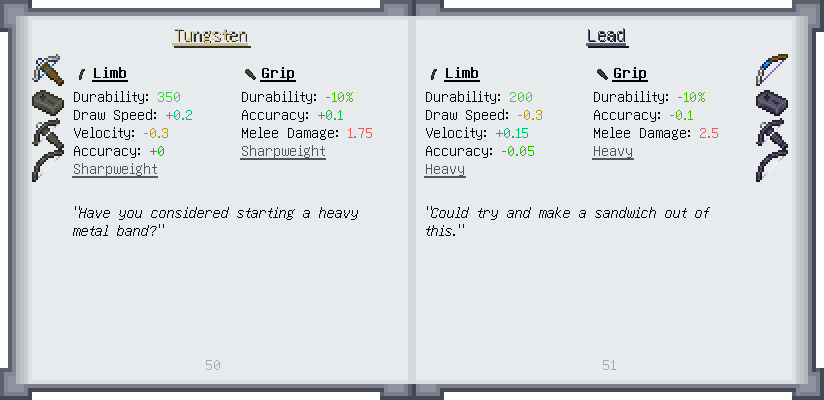 Tungsten
Limb
Durability: 350
Draw Speed: +0.2
Velocity: -0.3
Accuracy: +0
Sharpweight
Grip
Durability: -10%
Accuracy: +0.1
Melee Damage: 1.75
Sharpweight
"Have you considered starting a heavy
metal band?"
50
Lead
Limb
Durability: 200
Draw Speed: -0.3
Velocity: +0.15
Accuracy: -0.05
Heavy
Grip
Durability: -10%
Accuracy: -0.1
Melee Damage: 2.5
Heavy
"Could try and make a sandwich out of
this."
51